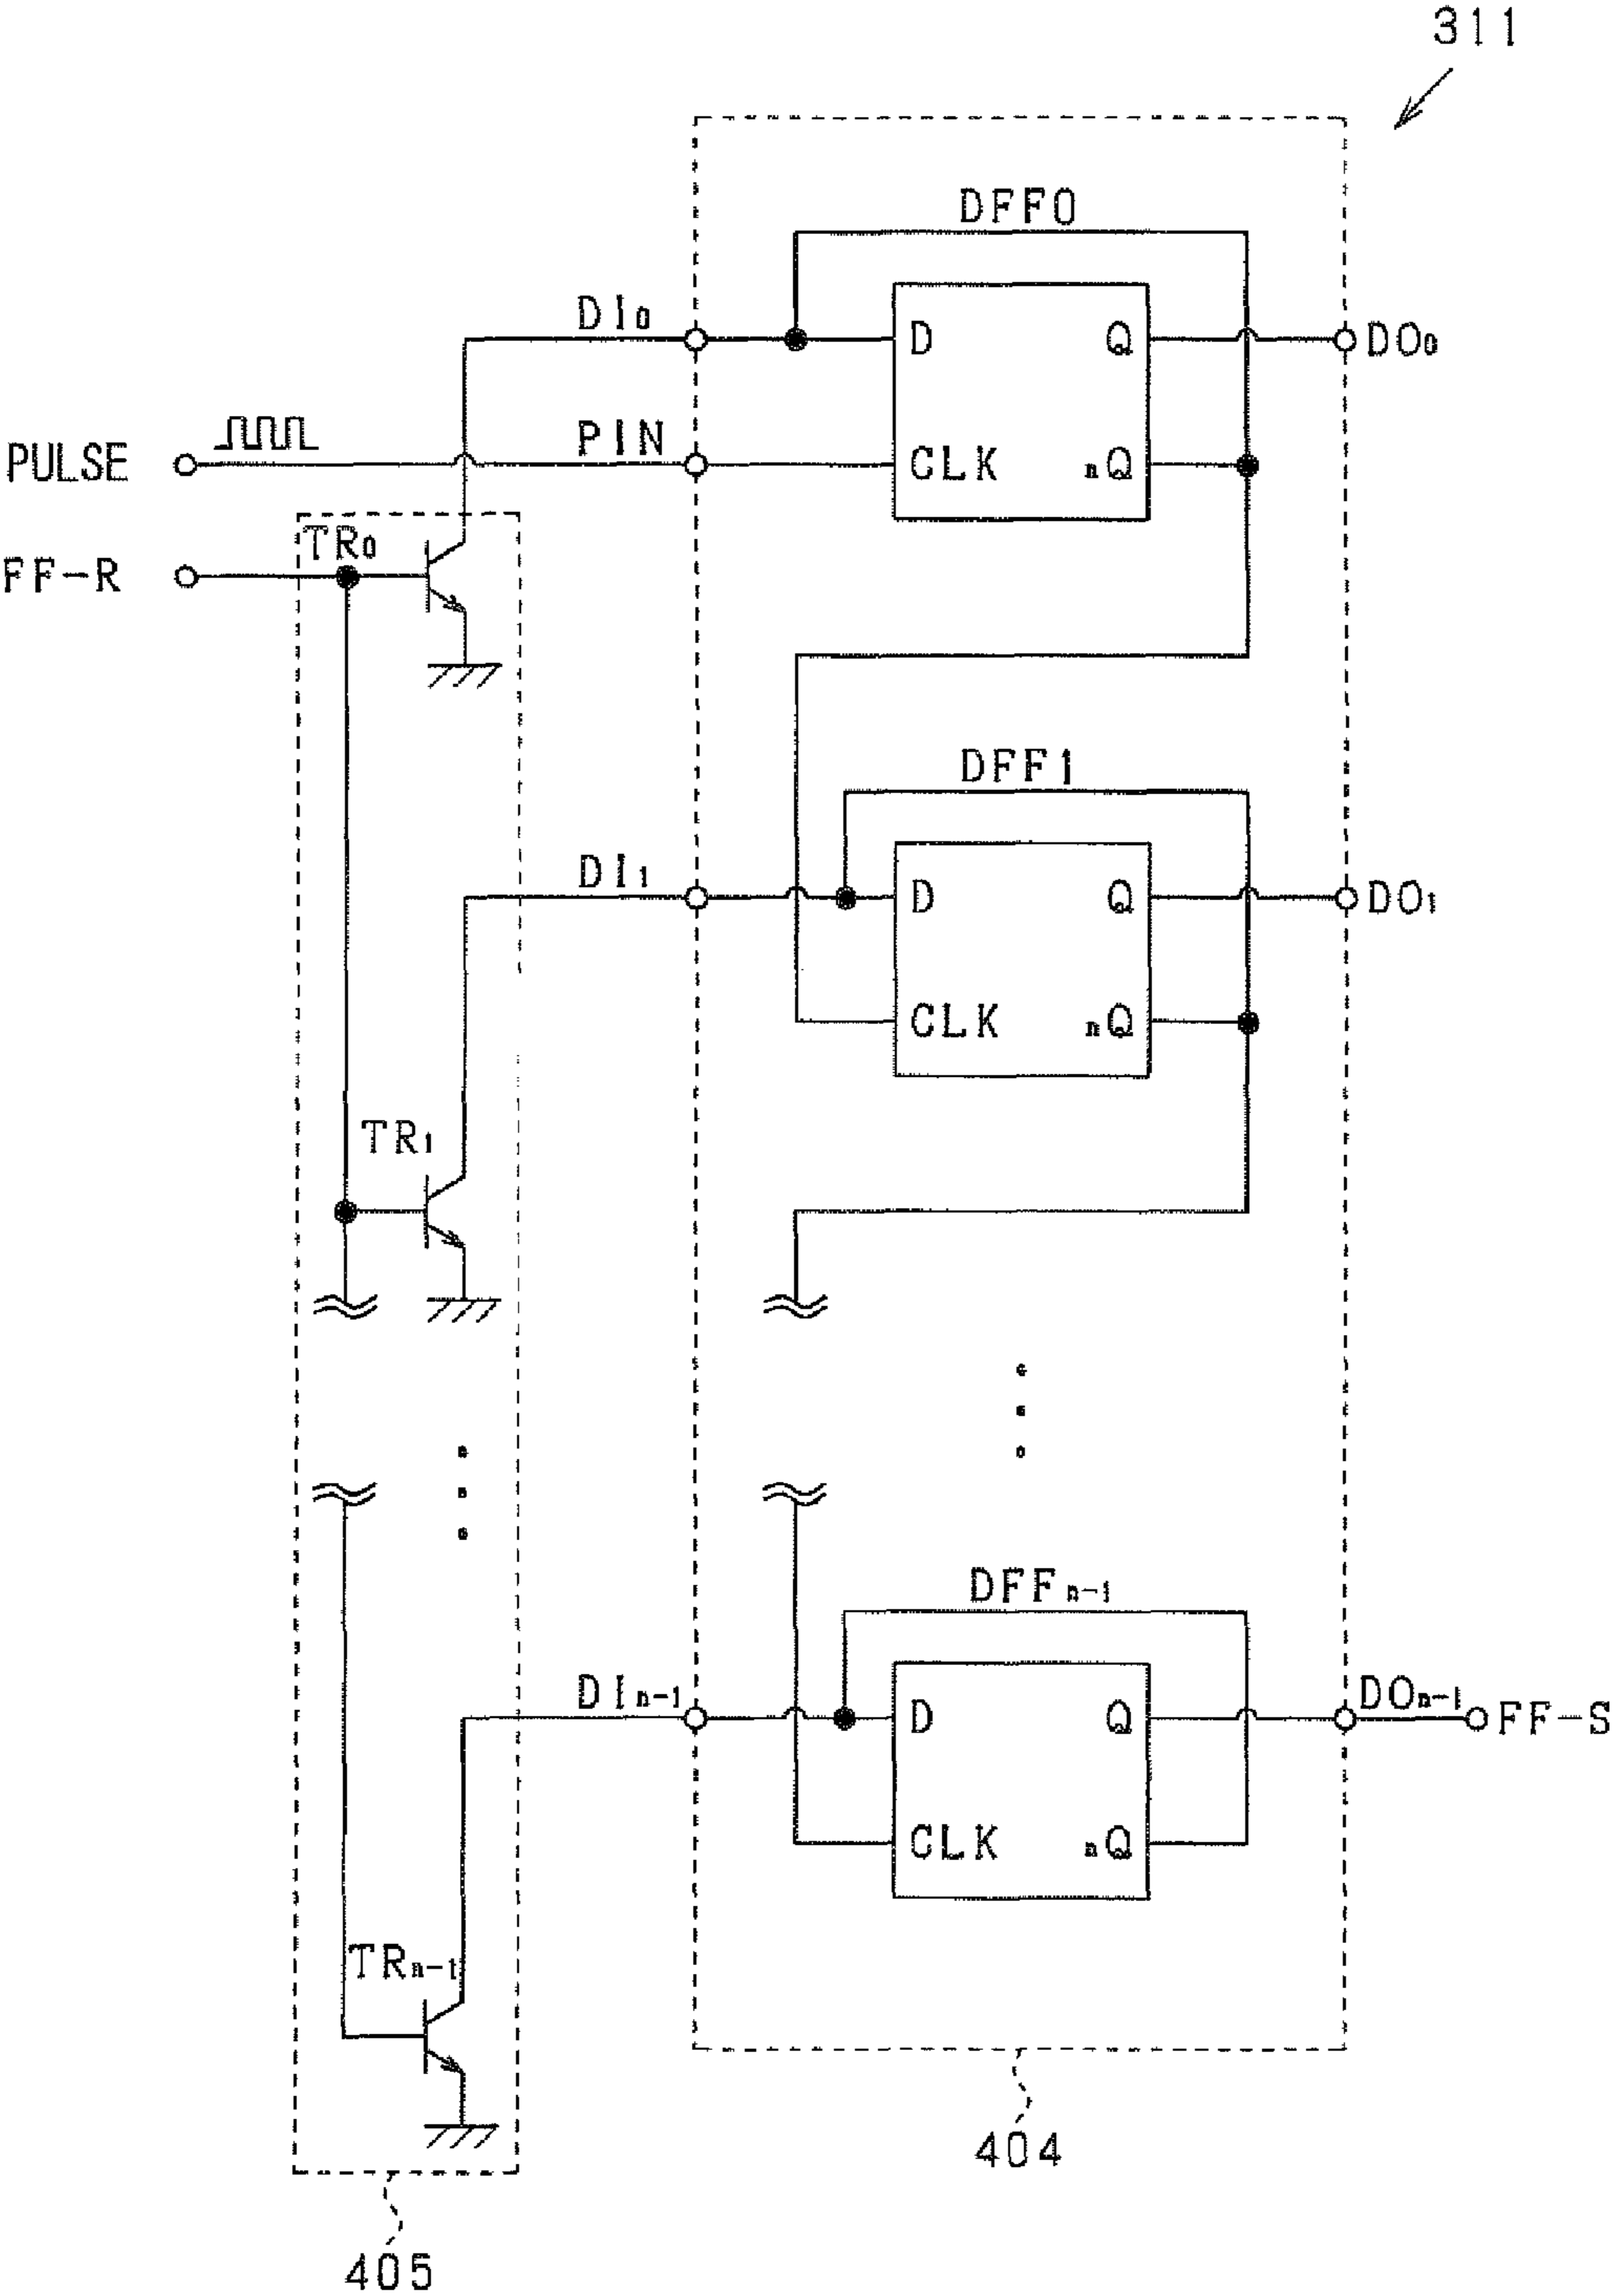 311
DFF0
DI0
D
Q
DO0
PULSE
PIN
CLK
nQ
FF-R
TR0
DFF1
DI1
D
Q
DO1
CLK
nQ
TR1
DFFn-1
DIn-1
D
Q
DOn-1
FF-S
CLK
nQ
TRn-1
404
405